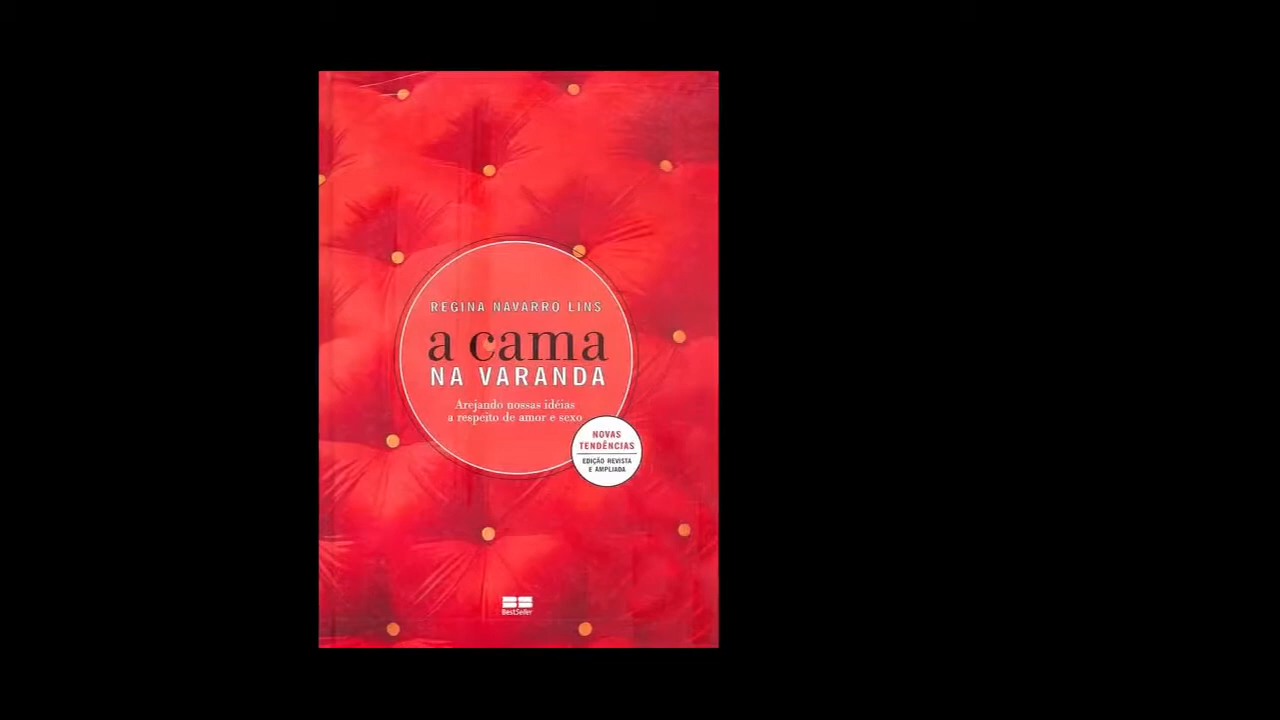 REGINA NAVARRO LINS
a cama
NA VARANDA
Arejando nossas idéias
a respeito de amor e sexo
NOVAS
TENDÊNCIAS
EDIÇÃO REVISTA
E AMPLIADA
BestSeller